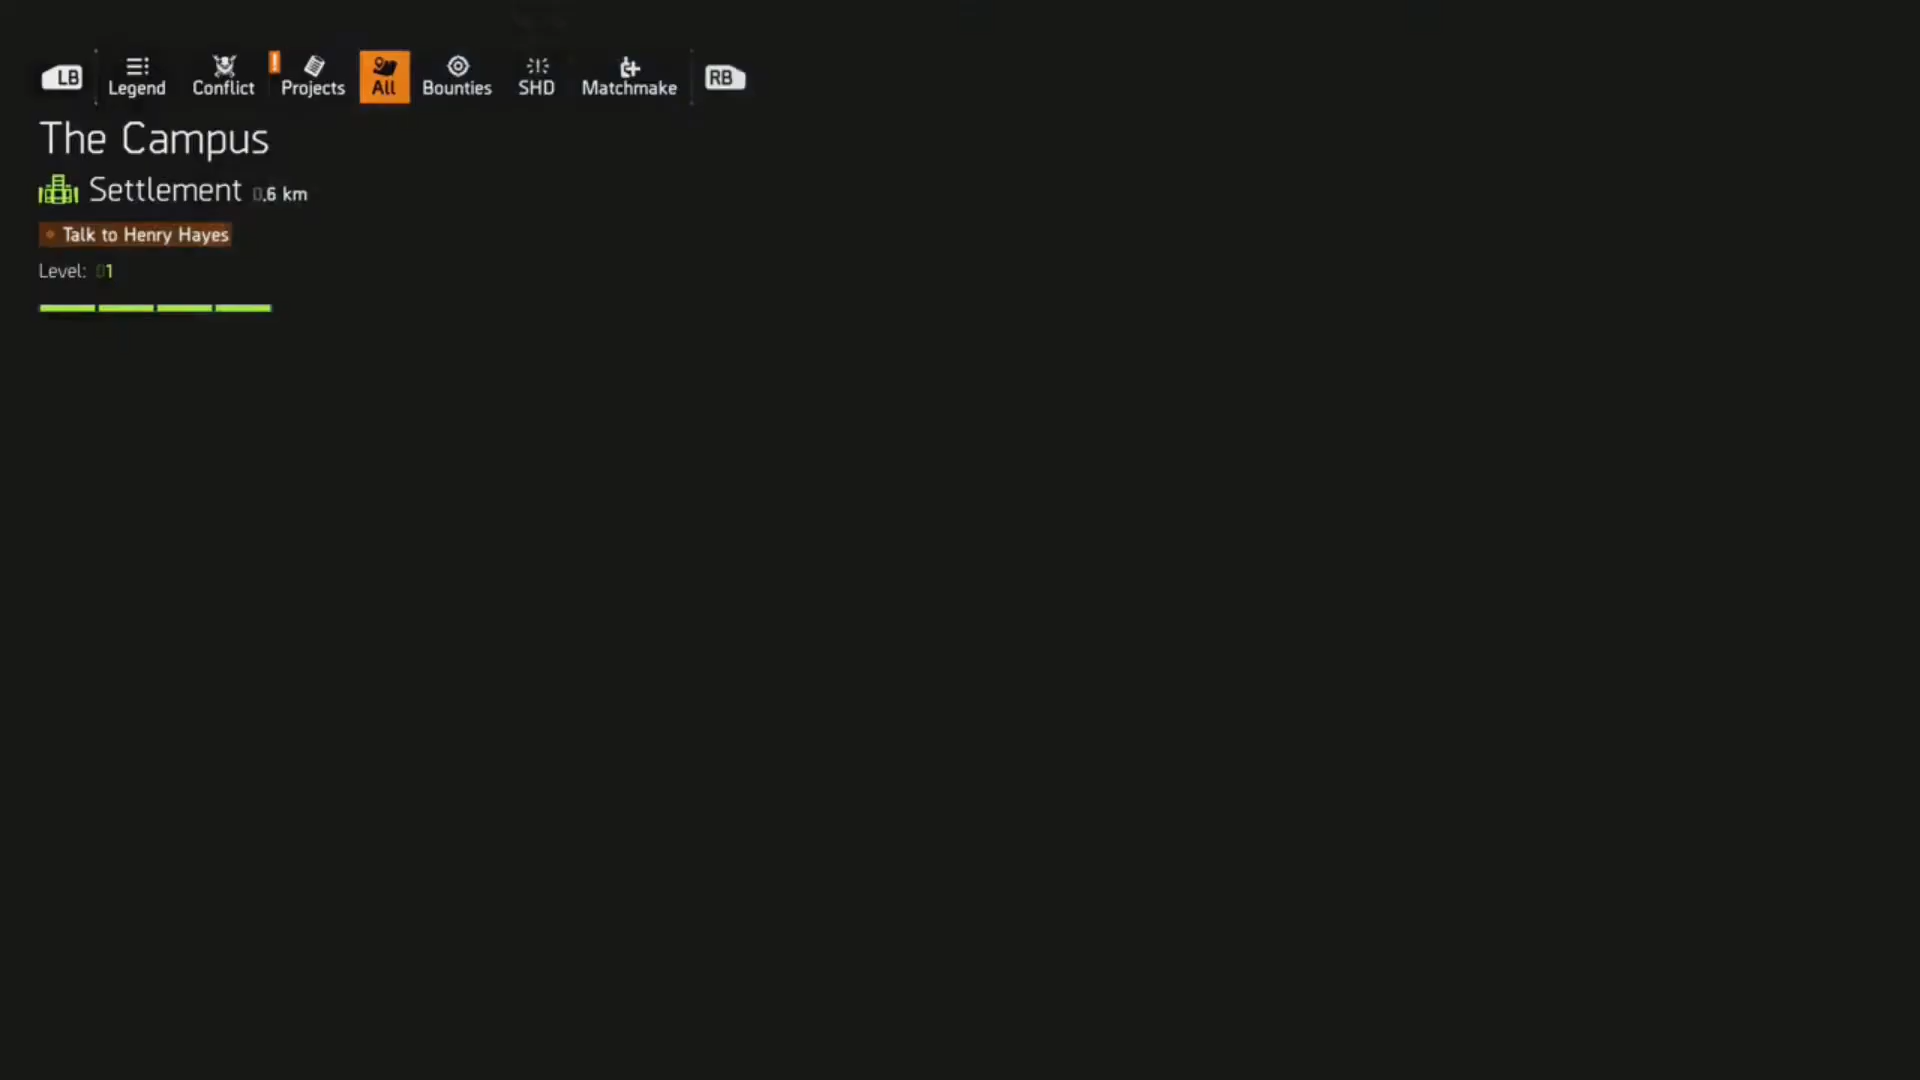 LB Legend Conflict ! Projects All Bounties SHD Matchmake RB
The Campus
Settlement 0.6 km
Talk to Henry Hayes
Level: 01